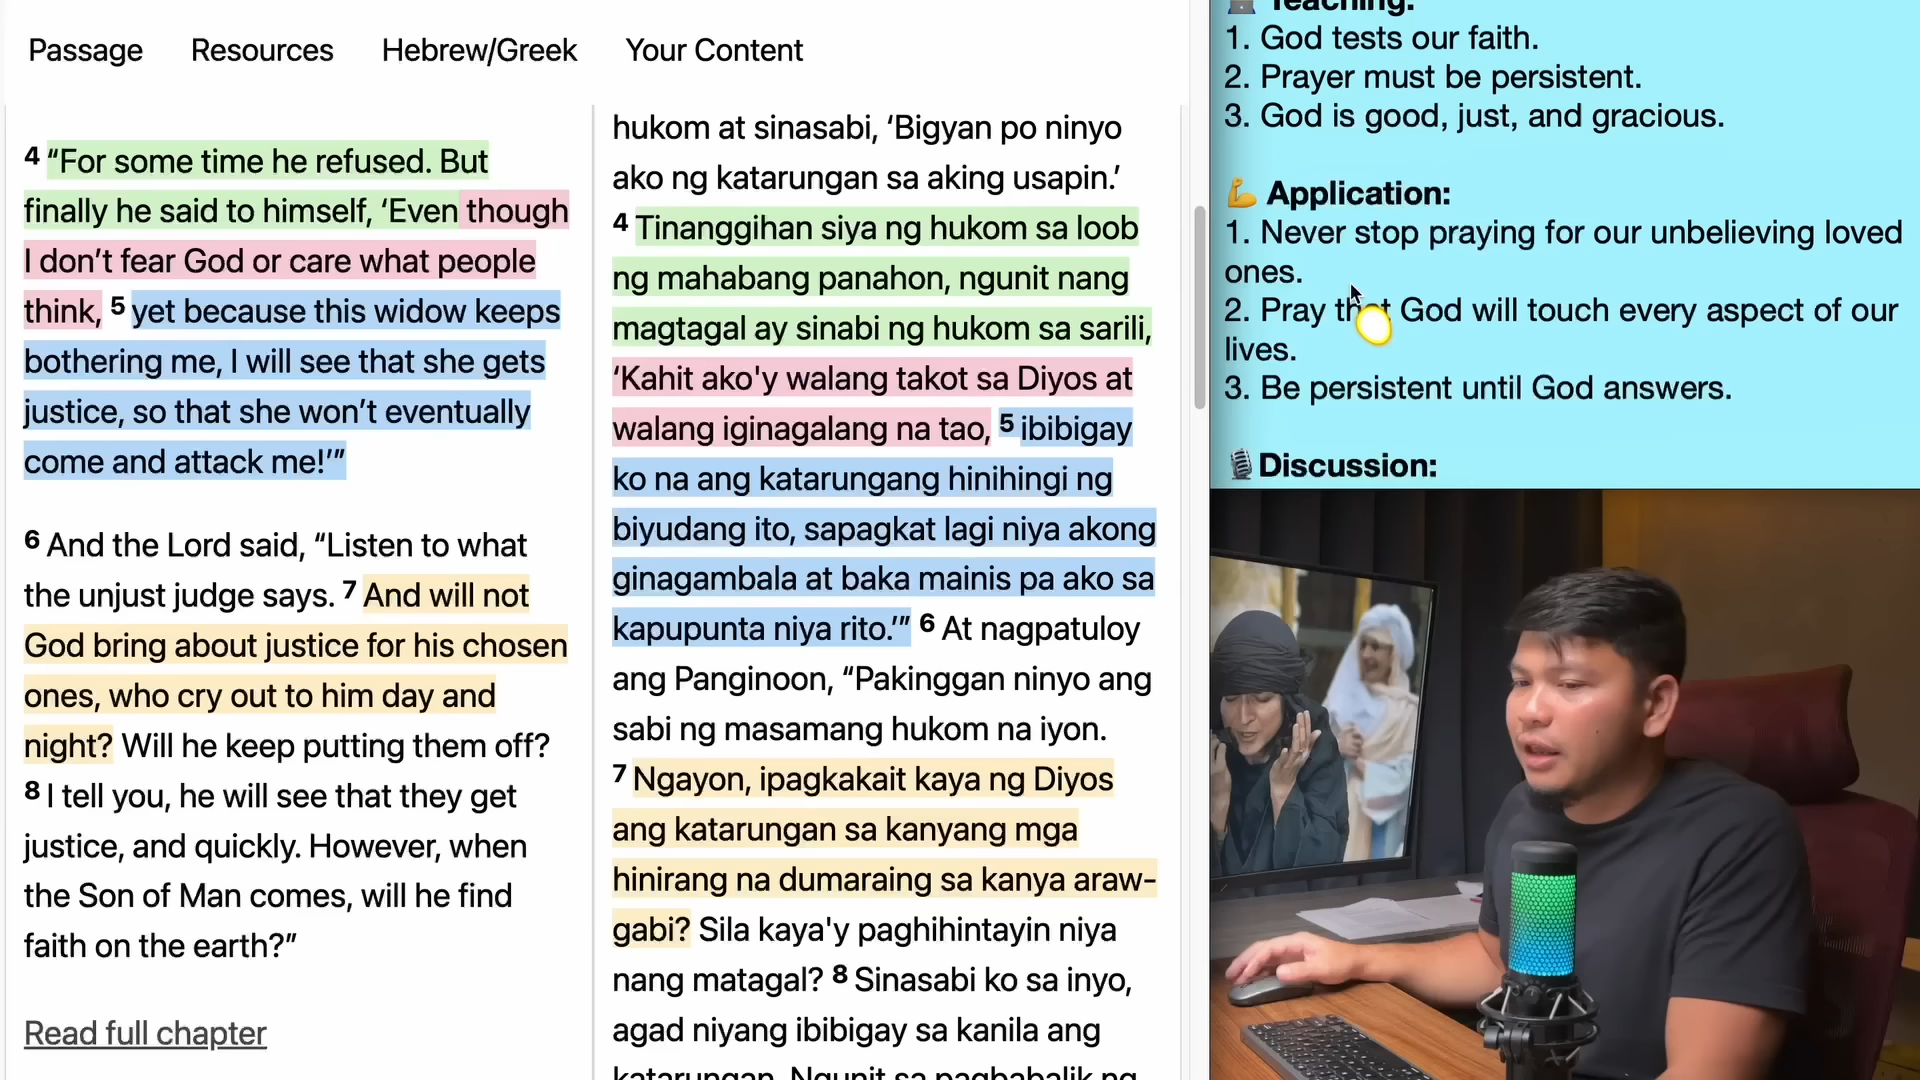 Passage Resources Hebrew/Greek Your Content
4 “For some time he refused. But
finally he said to himself, ‘Even though
I don’t fear God or care what people
think, 5 yet because this widow keeps
bothering me, I will see that she gets
justice, so that she won’t eventually
come and attack me!’”
6 And the Lord said, “Listen to what
the unjust judge says. 7 And will not
God bring about justice for his chosen
ones, who cry out to him day and
night? Will he keep putting them off?
8 I tell you, he will see that they get
justice, and quickly. However, when
the Son of Man comes, will he find
faith on the earth?”
Read full chapter
hukom at sinasabi, ‘Bigyan po ninyo
ako ng katarungan sa aking usapin.’
4 Tinanggihan siya ng hukom sa loob
ng mahabang panahon, ngunit nang
magtagal ay sinabi ng hukom sa sarili,
‘Kahit ako'y walang takot sa Diyos at
walang iginagalang na tao, 5 ibibigay
ko na ang katarungang hinihingi ng
biyudang ito, sapagkat lagi niya akong
ginagambala at baka mainis pa ako sa
kapupunta niya rito.’” 6 At nagpatuloy
ang Panginoon, “Pakinggan ninyo ang
sabi ng masamang hukom na iyon.
7 Ngayon, ipagkakait kaya ng Diyos
ang katarungan sa kanyang mga
hinirang na dumaraing sa kanya araw-
gabi? Sila kaya'y paghihintayin niya
nang matagal? 8 Sinasabi ko sa inyo,
agad niyang ibibigay sa kanila ang
katarungan. Ngunit sa pagbabalik ng
Teaching:
1. God tests our faith.
2. Prayer must be persistent.
3. God is good, just, and gracious.
💪 Application:
1. Never stop praying for our unbelieving loved
ones.
2. Pray that God will touch every aspect of our
lives.
3. Be persistent until God answers.
🎙️Discussion: